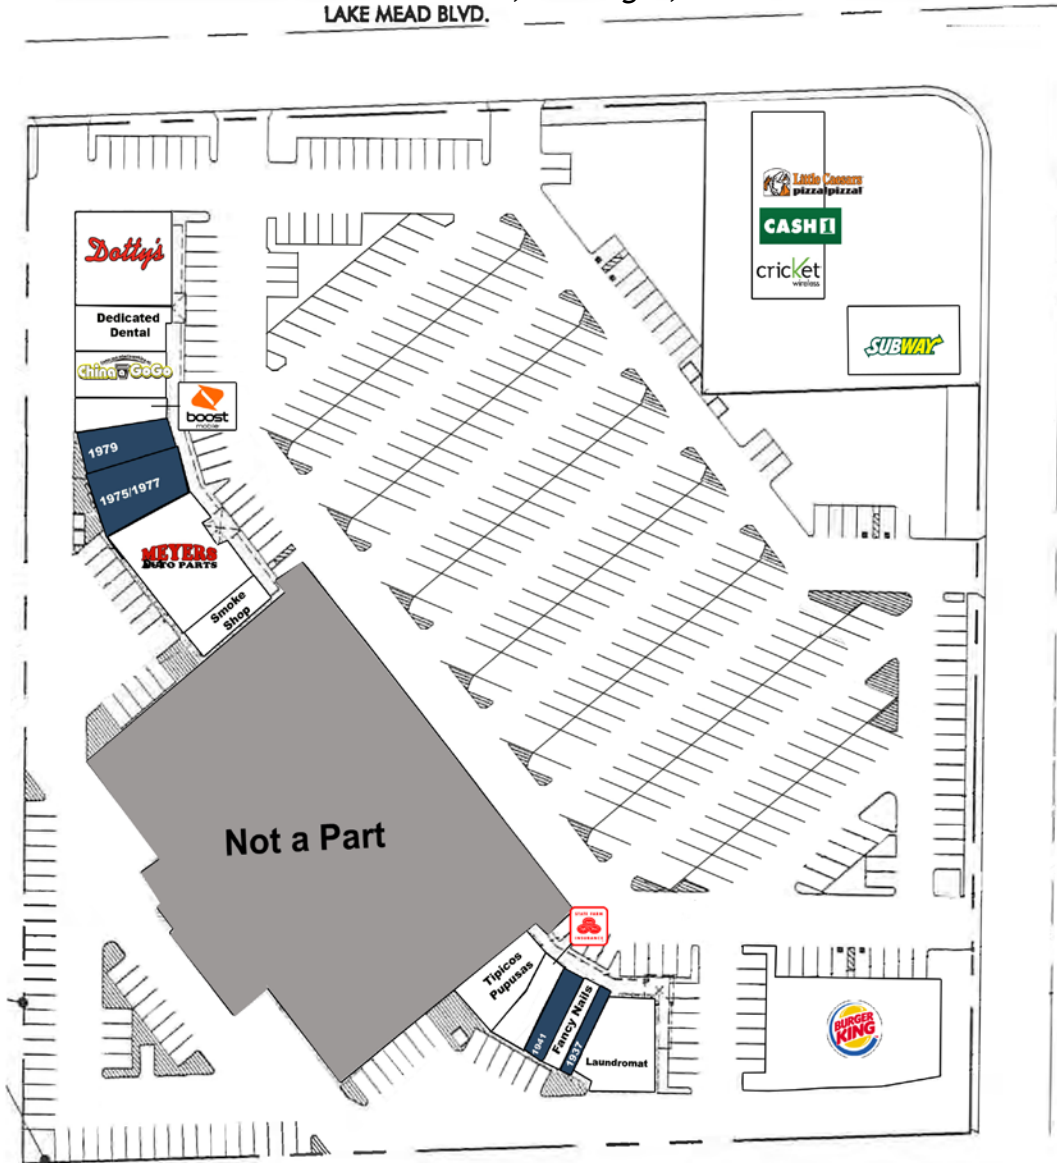 LAKE MEAD BLVD.
Little Caesars
pizza!pizza!
CASH 1
cricket
wireless
SUBWAY
Dotty's
Dedicated
Dental
China a GoGo
boost
mobile
1979
1975/1977
MEYERS
AUTO PARTS
Smoke
Shop
Not a Part
STATE FARM
INSURANCE
Tipicos
Pupusas
1941
Fancy Nails
1937
Laundromat
BURGER
KING